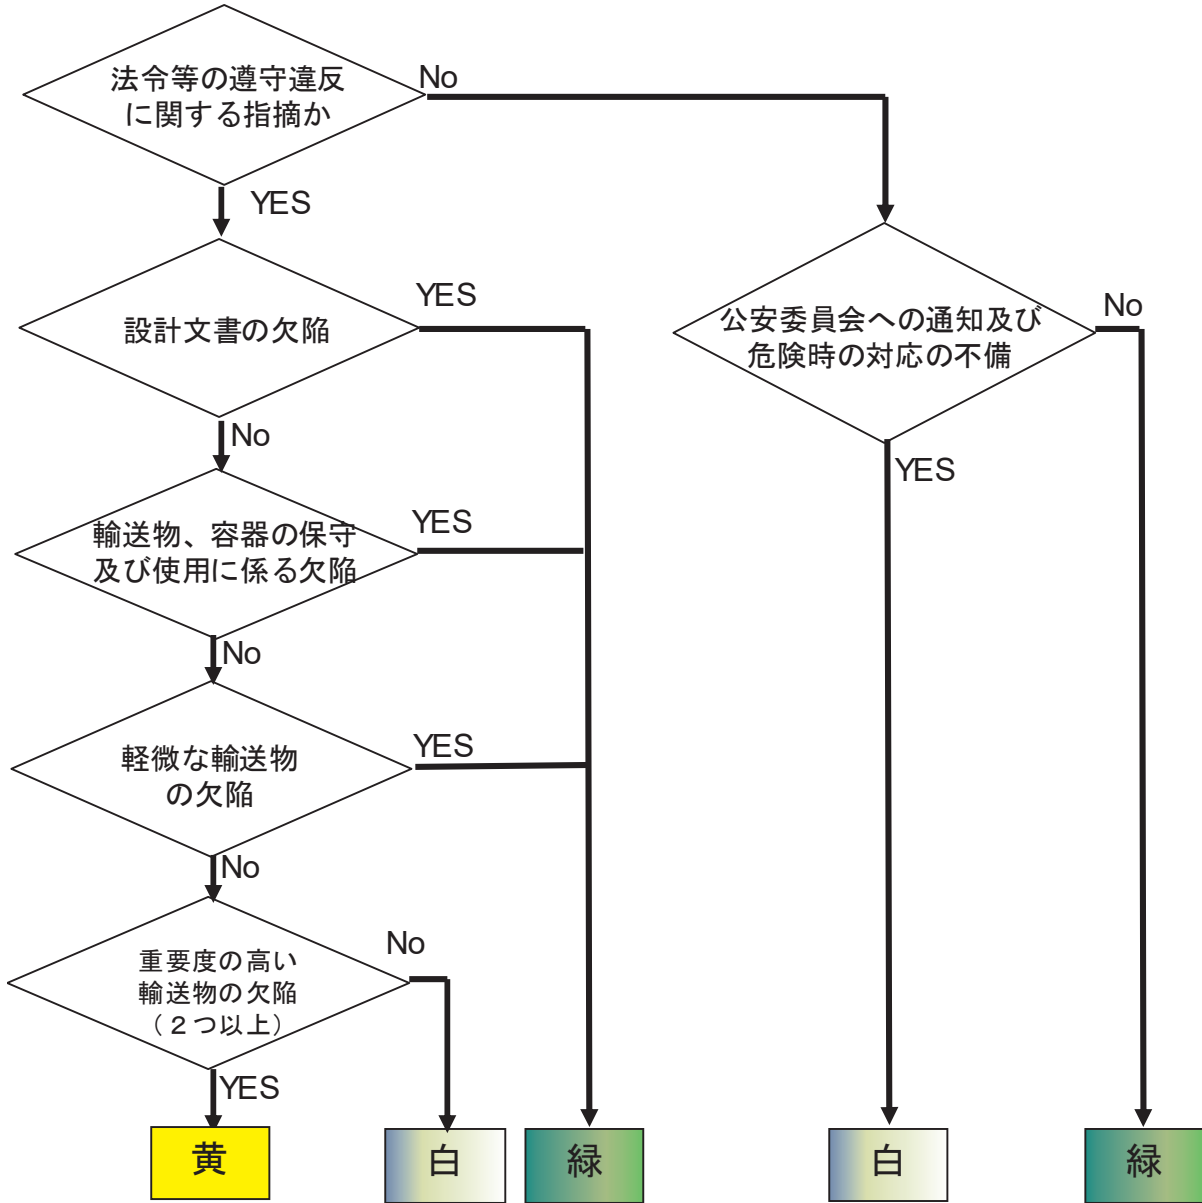 法令等の遵守違反
に関する指摘か
No
YES
設計文書の欠陥
YES
公安委員会への通知及び
危険時の対応の不備
No
No
YES
輸送物、容器の保守
及び使用に係る欠陥
YES
No
軽微な輸送物
の欠陥
YES
No
重要度の高い
輸送物の欠陥
(２つ以上)
No
YES
黄
白
緑
白
緑